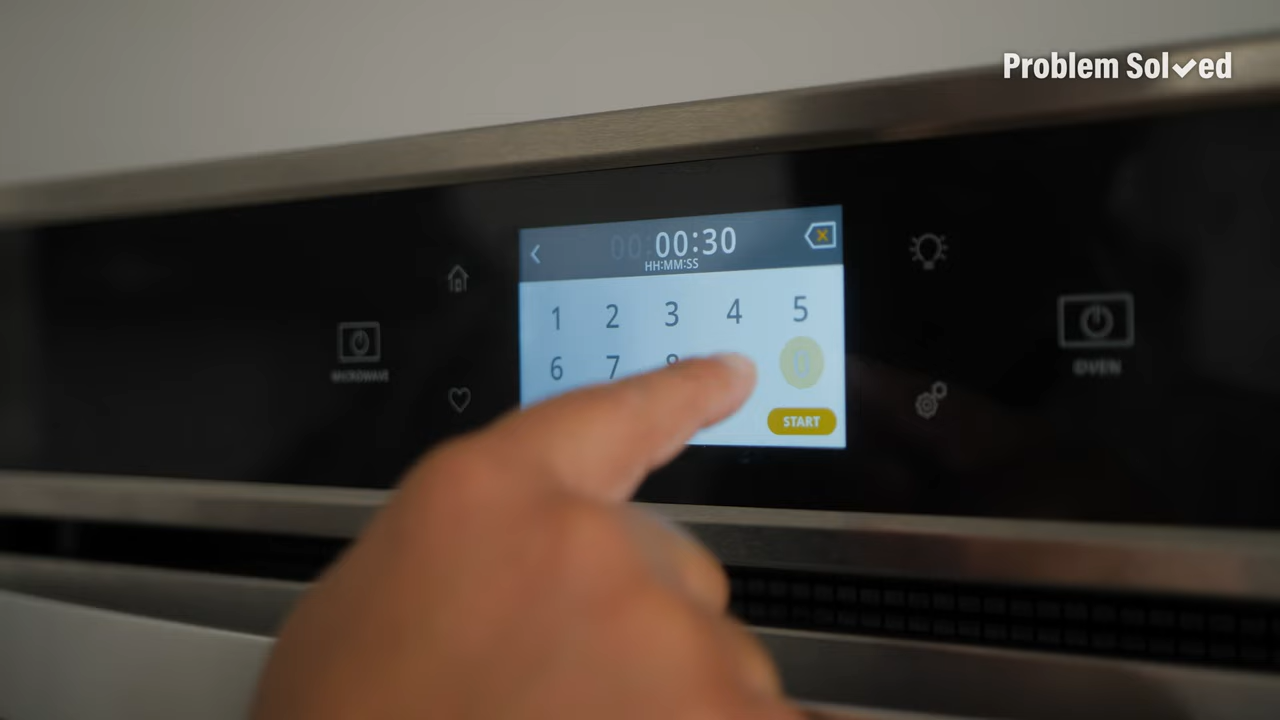 Problem Solved
00:00:30
HH:MM:SS
1 2 3 4 5
6 7 8 0
START
MICROWAVE
OVEN